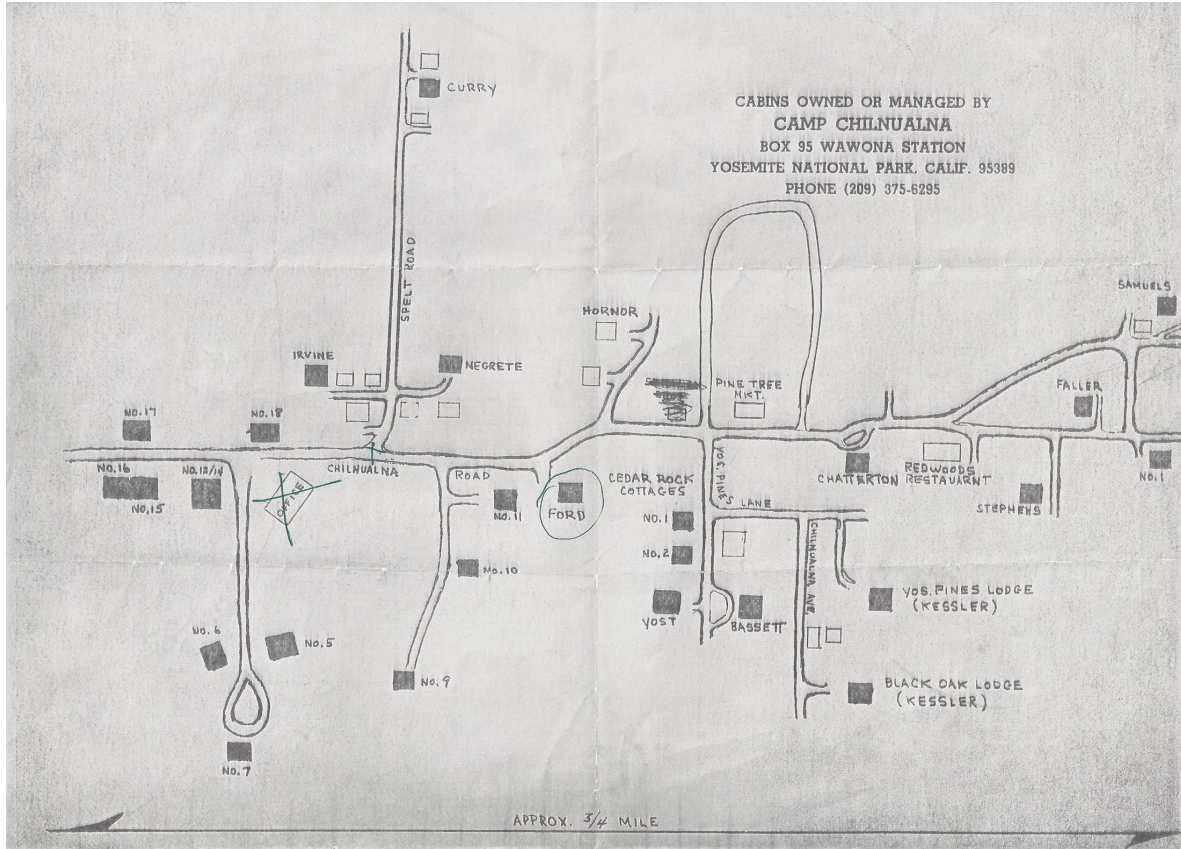 CURRY
CABINS OWNED OR MANAGED BY
CAMP CHILNUALNA
BOX 95 WAWONA STATION
YOSEMITE NATIONAL PARK, CALIF. 95389
PHONE (209) 375-6295
SPELT ROAD
SAMUELS
HORNOR
IRVINE
NEGRETE
PINE TREE
MKT.
FALLER
NO.17
NO.18
CHILNUALNA
ROAD
NO.16
NO.13/14
NO.15
OFFICE
NO.11
FORD
CEDAR ROCK
COTTAGES
NO.1
NO.2
YOS. PINES
LANE
CHATTERTON
REDWOODS
RESTAUARNT
STEPHENS
NO.1
CHILNUALNA AVE.
NO.10
YOST
BASSETT
YOS. PINES LODGE
(KESSLER)
NO.6
NO.5
NO.9
BLACK OAK LODGE
(KESSLER)
NO.7
APPROX. 3/4 MILE